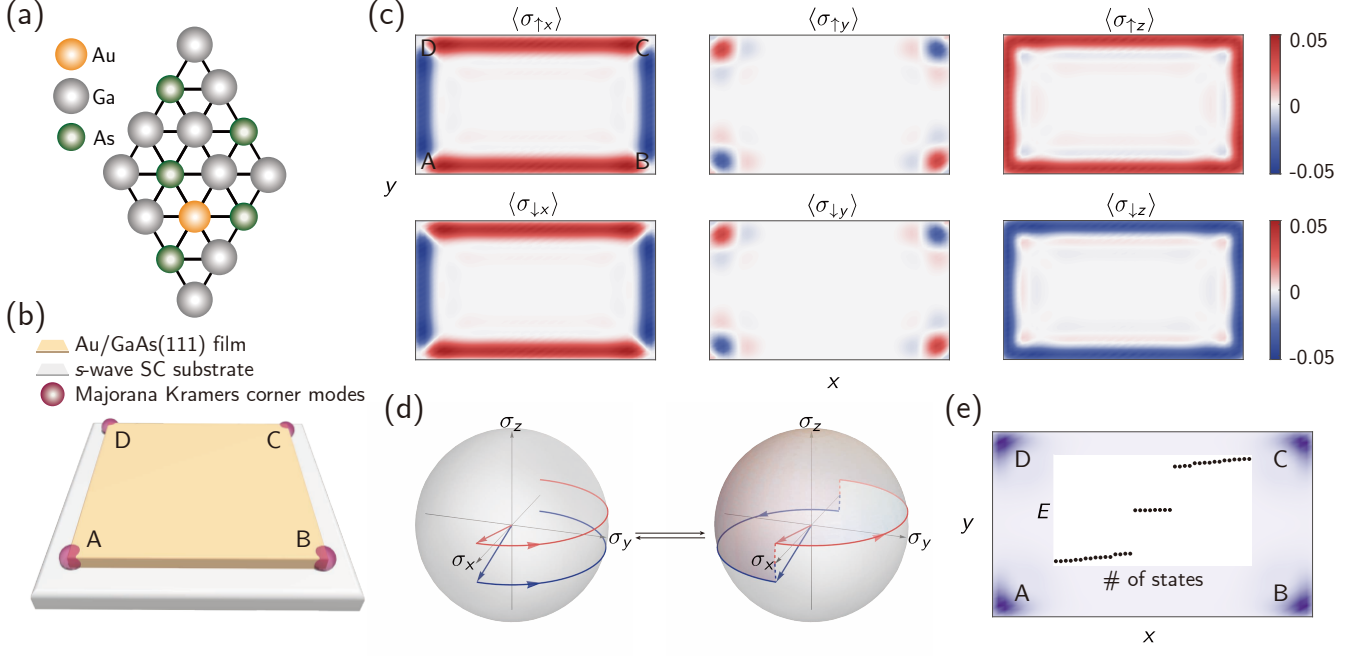 (a)
Au
Ga
As
(b)
Au/GaAs(111) film
s-wave SC substrate
Majorana Kramers corner modes
D
C
A
B
(c)
⟨σ↑x⟩
⟨σ↑y⟩
⟨σ↑z⟩
D
C
A
B
0.05
0
-0.05
y
⟨σ↓x⟩
⟨σ↓y⟩
⟨σ↓z⟩
0.05
0
-0.05
x
(d)
σz
σx
σy
σz
σx
σy
(e)
D
C
E
y
# of states
A
B
x